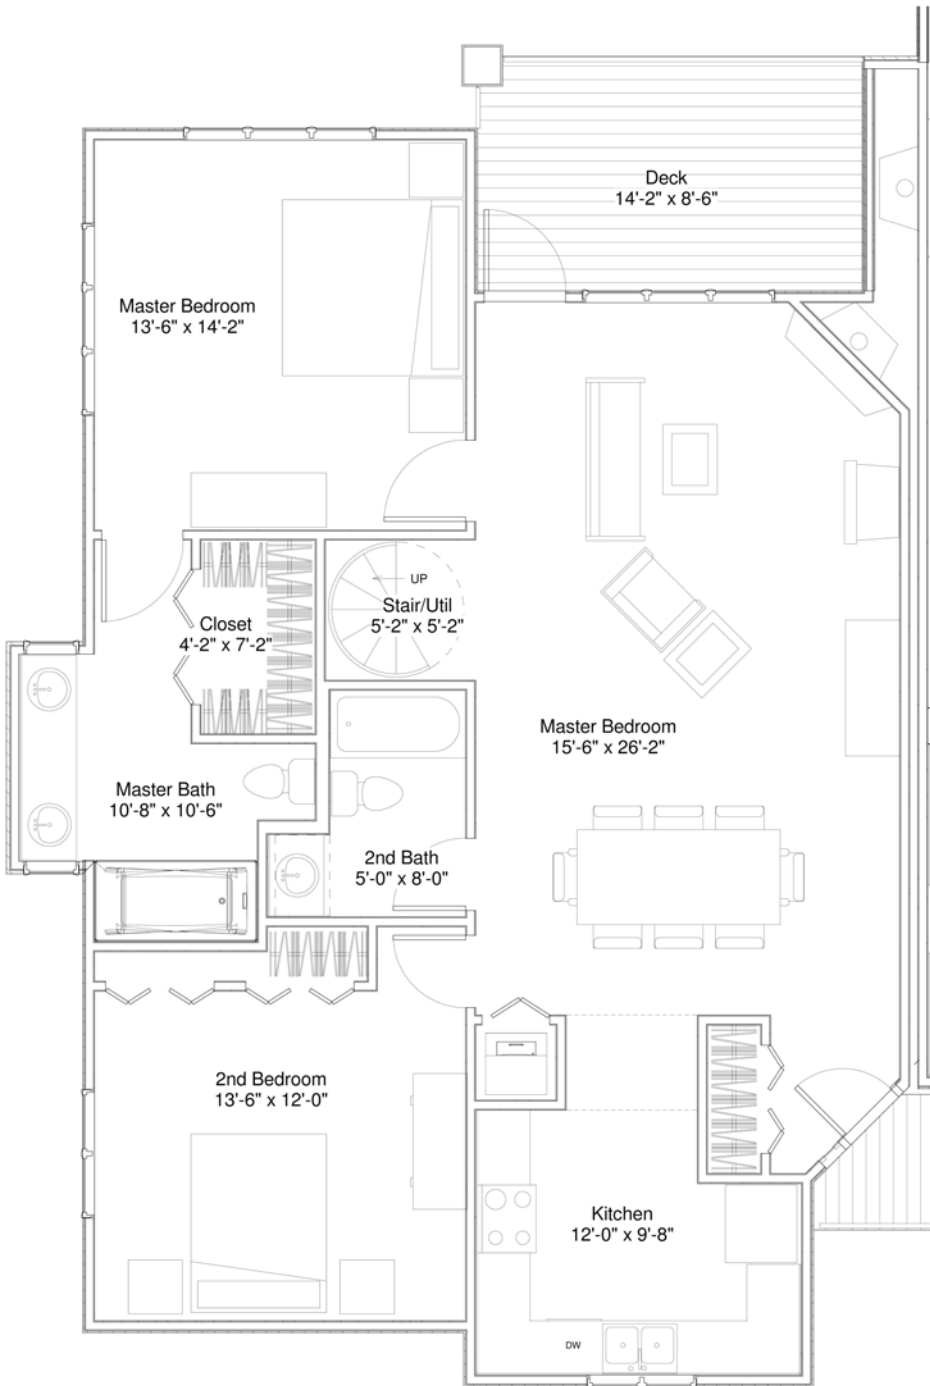 Deck
14'-2" x 8'-6"
Master Bedroom
13'-6" x 14'-2"
UP
Stair/Util
5'-2" x 5'-2"
Closet
4'-2" x 7'-2"
Master Bedroom
15'-6" x 26'-2"
Master Bath
10'-8" x 10'-6"
2nd Bath
5'-0" x 8'-0"
2nd Bedroom
13'-6" x 12'-0"
Kitchen
12'-0" x 9'-8"
DW